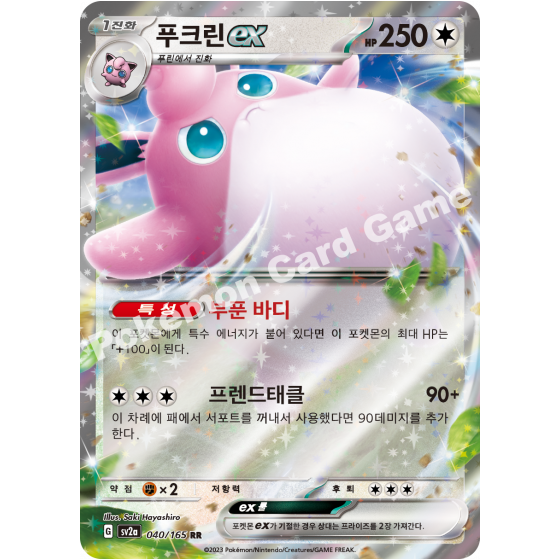 1진화
푸크린 ex
HP 250
푸린에서 진화
©Pokémon Card Game
특성 부푼 바디
이 포켓몬에게 특수 에너지가 붙어 있다면 이 포켓몬의 최대 HP는
「+100」이 된다.
프렌드태클 90+
이 차례에 패에서 서포트를 꺼내서 사용했다면 90데미지를 추가
한다.
약점 ×2 저항력 후퇴
Illus. Saki Hayashiro
G sv2a 040/165 RR
ex 룰
포켓몬 ex가 기절한 경우 상대는 프라이즈를 2장 가져간다.
©2023 Pokémon/Nintendo/Creatures/GAME FREAK.